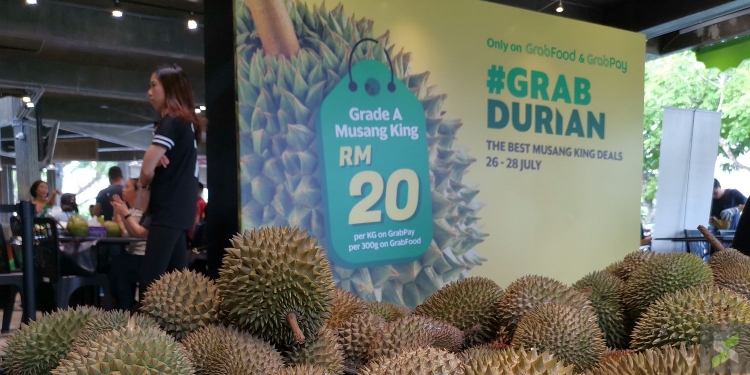 Only on GrabFood & GrabPay
#GRAB
DURIAN
THE BEST MUSANG KING DEALS
26 - 28 JULY
Grade A
Musang King
RM
20
per KG on GrabPay
per 300g on GrabFood